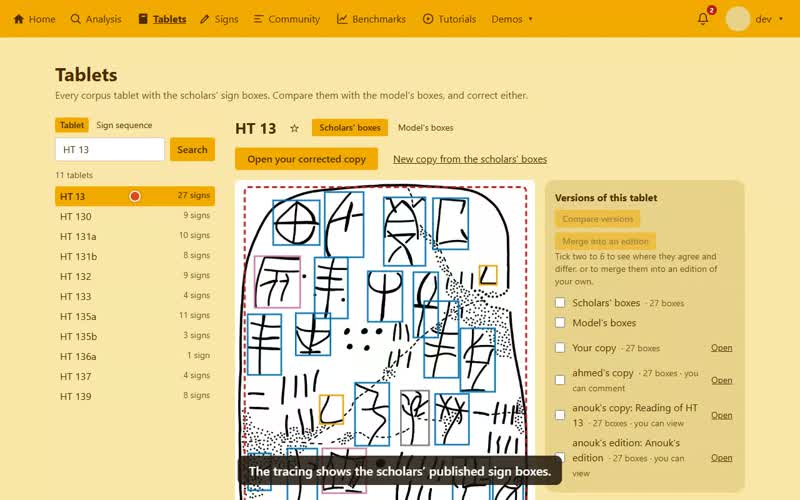 Home Analysis Tablets Signs Community Benchmarks Tutorials Demos 2 dev
Tablets
Every corpus tablet with the scholars' sign boxes. Compare them with the model's boxes, and correct either.
Tablet Sign sequence
HT 13 Search
11 tablets
HT 13 27 signs
HT 130 9 signs
HT 131a 10 signs
HT 131b 8 signs
HT 132 9 signs
HT 133 4 signs
HT 135a 11 signs
HT 135b 3 signs
HT 136a 1 sign
HT 137 4 signs
HT 139 8 signs
HT 13 ☆ Scholars' boxes Model's boxes
Open your corrected copy New copy from the scholars' boxes
Versions of this tablet
Compare versions
Merge into an edition
Tick two to 6 to see where they agree and
differ, or to merge them into an edition of
your own.
Scholars' boxes · 27 boxes
Model's boxes
Your copy · 27 boxes Open
ahmed's copy · 27 boxes · you
can comment Open
anouk's copy: Reading of HT
13 · 27 boxes · you can view Open
anouk's edition: Anouk's
edition · 27 boxes · you can
view Open
The tracing shows the scholars' published sign boxes.